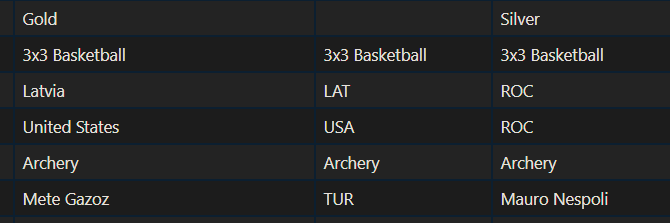 Gold Silver
3x3 Basketball 3x3 Basketball 3x3 Basketball
Latvia LAT ROC
United States USA ROC
Archery Archery Archery
Mete Gazoz TUR Mauro Nespoli